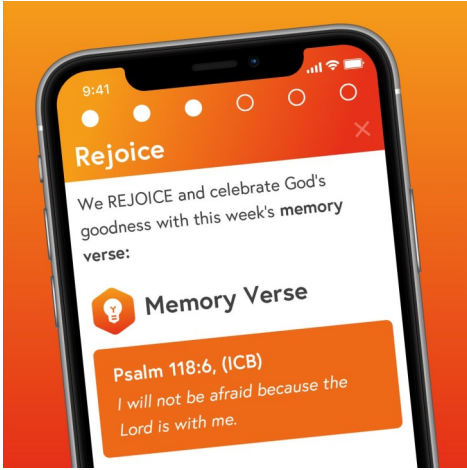 9:41
Rejoice
We REJOICE and celebrate God's
goodness with this week's memory
verse:
Memory Verse
Psalm 118:6, (ICB)
I will not be afraid because the
Lord is with me.